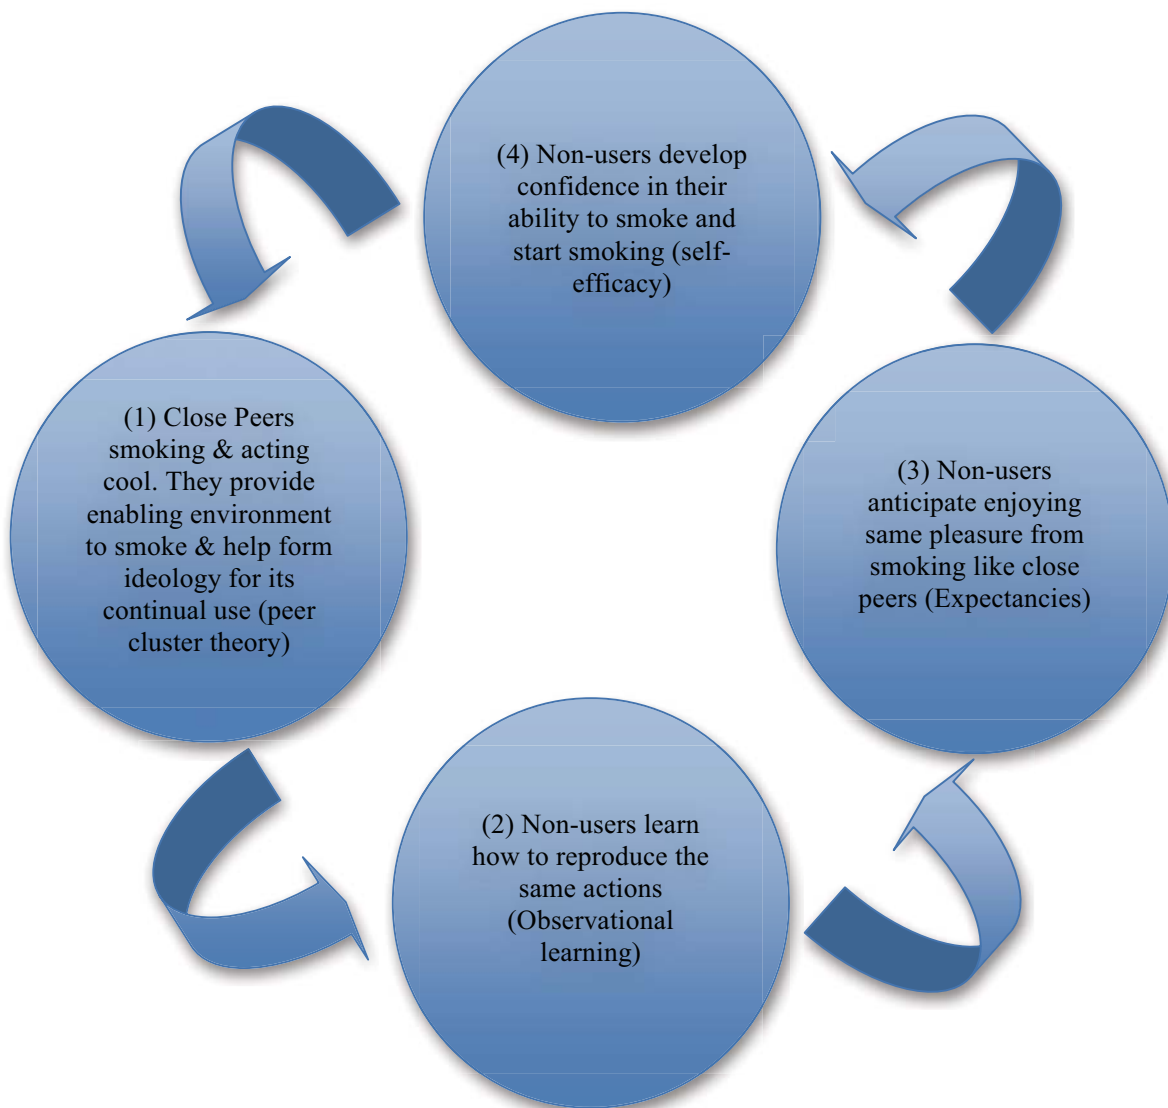 (4) Non-users develop
confidence in their
ability to smoke and
start smoking (self-
efficacy)
(1) Close Peers
smoking & acting
cool. They provide
enabling environment
to smoke & help form
ideology for its
continual use (peer
cluster theory)
(3) Non-users
anticipate enjoying
same pleasure from
smoking like close
peers (Expectancies)
(2) Non-users learn
how to reproduce the
same actions
(Observational
learning)